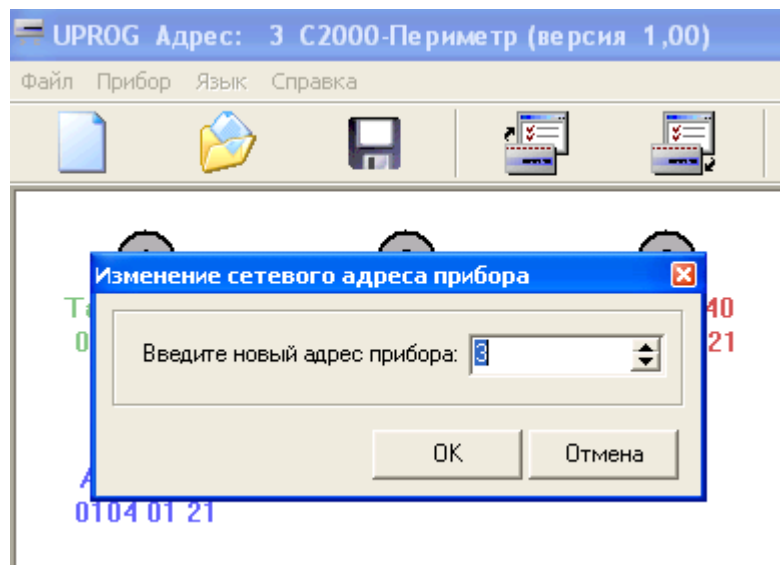 UPROG Адрес: 3 С2000-Периметр (версия 1,00)
Файл Прибор Язык Справка
Изменение сетевого адреса прибора
40
21
Введите новый адрес прибора: 3
OK Отмена
0104 01 21